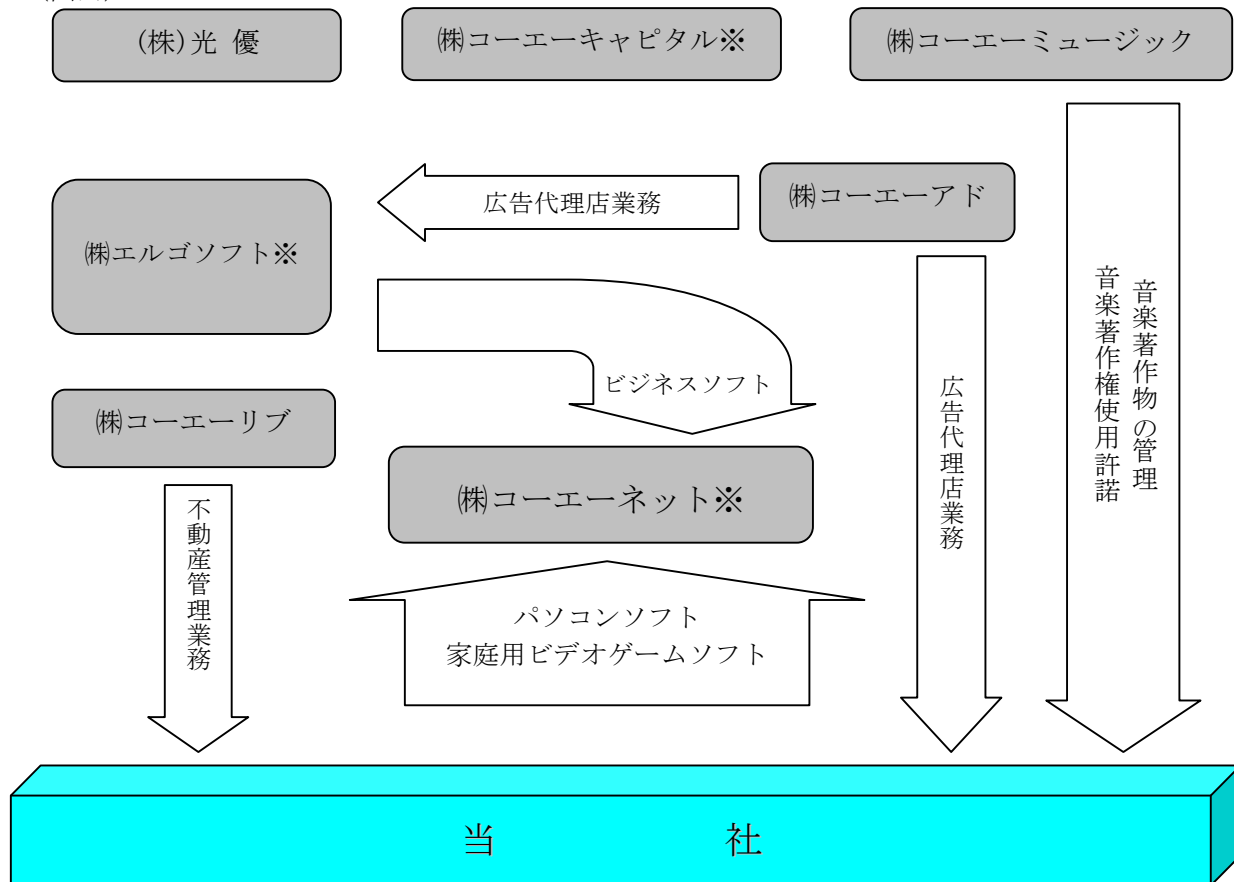 (株)光 優
㈱コーエーキャピタル※
㈱コーエーミュージック
広告代理店業務
㈱コーエーアド
㈱エルゴソフト※
ビジネスソフト
㈱コーエーリブ
㈱コーエーネット※
不動産管理業務
パソコンソフト
家庭用ビデオゲームソフト
広告代理店業務
音楽著作物の管理
音楽著作権使用許諾
当 社